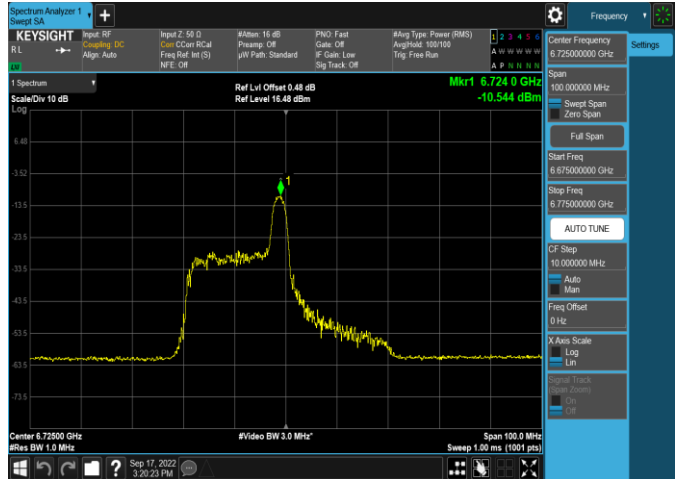 Spectrum Analyzer 1
Swept SA
+
Frequency
KEYSIGHT
R L
Input: RF
Coupling: DC
Align: Auto
Input Z: 50 Ω
Corr CCorr RCal
Freq Ref: Int (S)
NFE: Off
#Atten: 16 dB
Preamp: Off
µW Path: Standard
PNO: Fast
Gate: Off
IF Gain: Low
Sig Track: Off
#Avg Type: Power (RMS)
Avg|Hold: 100/100
Trig: Free Run
1 2 3 4 5 6
A W W W W W
A P N N N N
1 Spectrum
Scale/Div 10 dB
Log
Ref Lvl Offset 0.48 dB
Ref Level 16.48 dBm
Mkr1 6.724 0 GHz
-10.544 dBm
1
6.48
-3.52
-13.5
-23.5
-33.5
-43.5
-53.5
-63.5
-73.5
Center 6.72500 GHz
#Res BW 1.0 MHz
#Video BW 3.0 MHz*
Span 100.0 MHz
Sweep 1.00 ms (1001 pts)
Center Frequency
6.725000000 GHz
Span
100.000000 MHz
Swept Span
Zero Span
Full Span
Start Freq
6.675000000 GHz
Stop Freq
6.775000000 GHz
AUTO TUNE
CF Step
10.000000 MHz
Auto
Man
Freq Offset
0 Hz
X Axis Scale
Log
Lin
Signal Track
(Span Zoom)
On
Off
Settings
?
Sep 17, 2022
3:20:23 PM